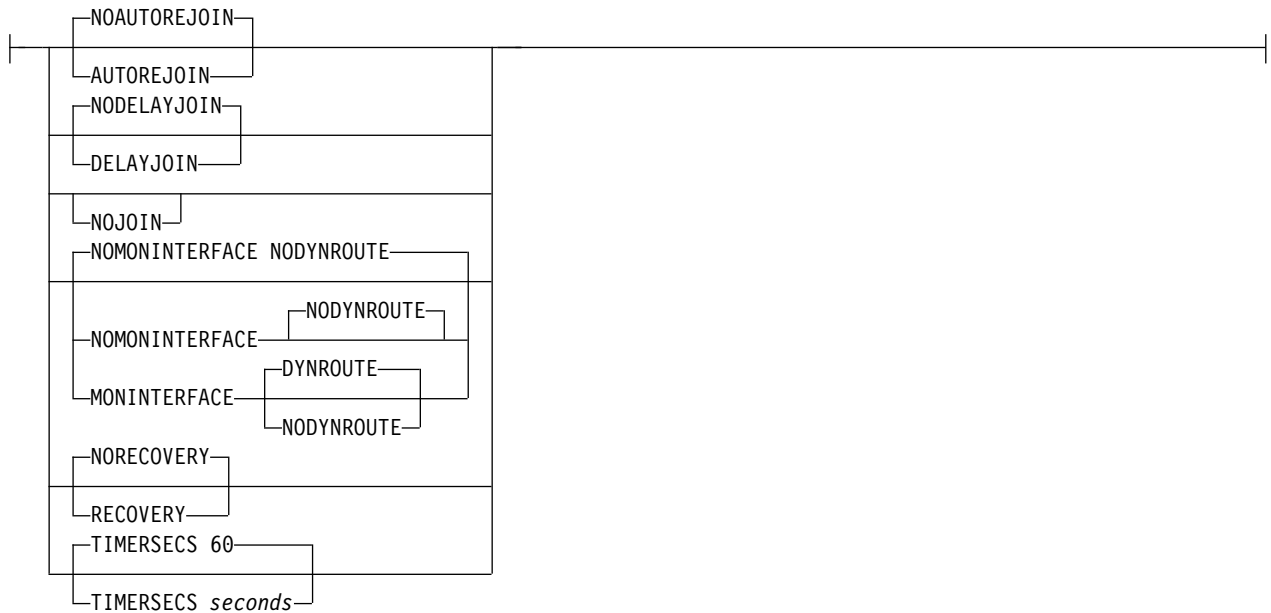 NOAUTOREJOIN
AUTOREJOIN
NODELAYJOIN
DELAYJOIN
NOJOIN
NOMONINTERFACE NODYNROUTE
NODYNROUTE
NOMONINTERFACE
DYNROUTE
MONINTERFACE
NODYNROUTE
NORECOVERY
RECOVERY
TIMERSECS 60
TIMERSECS seconds